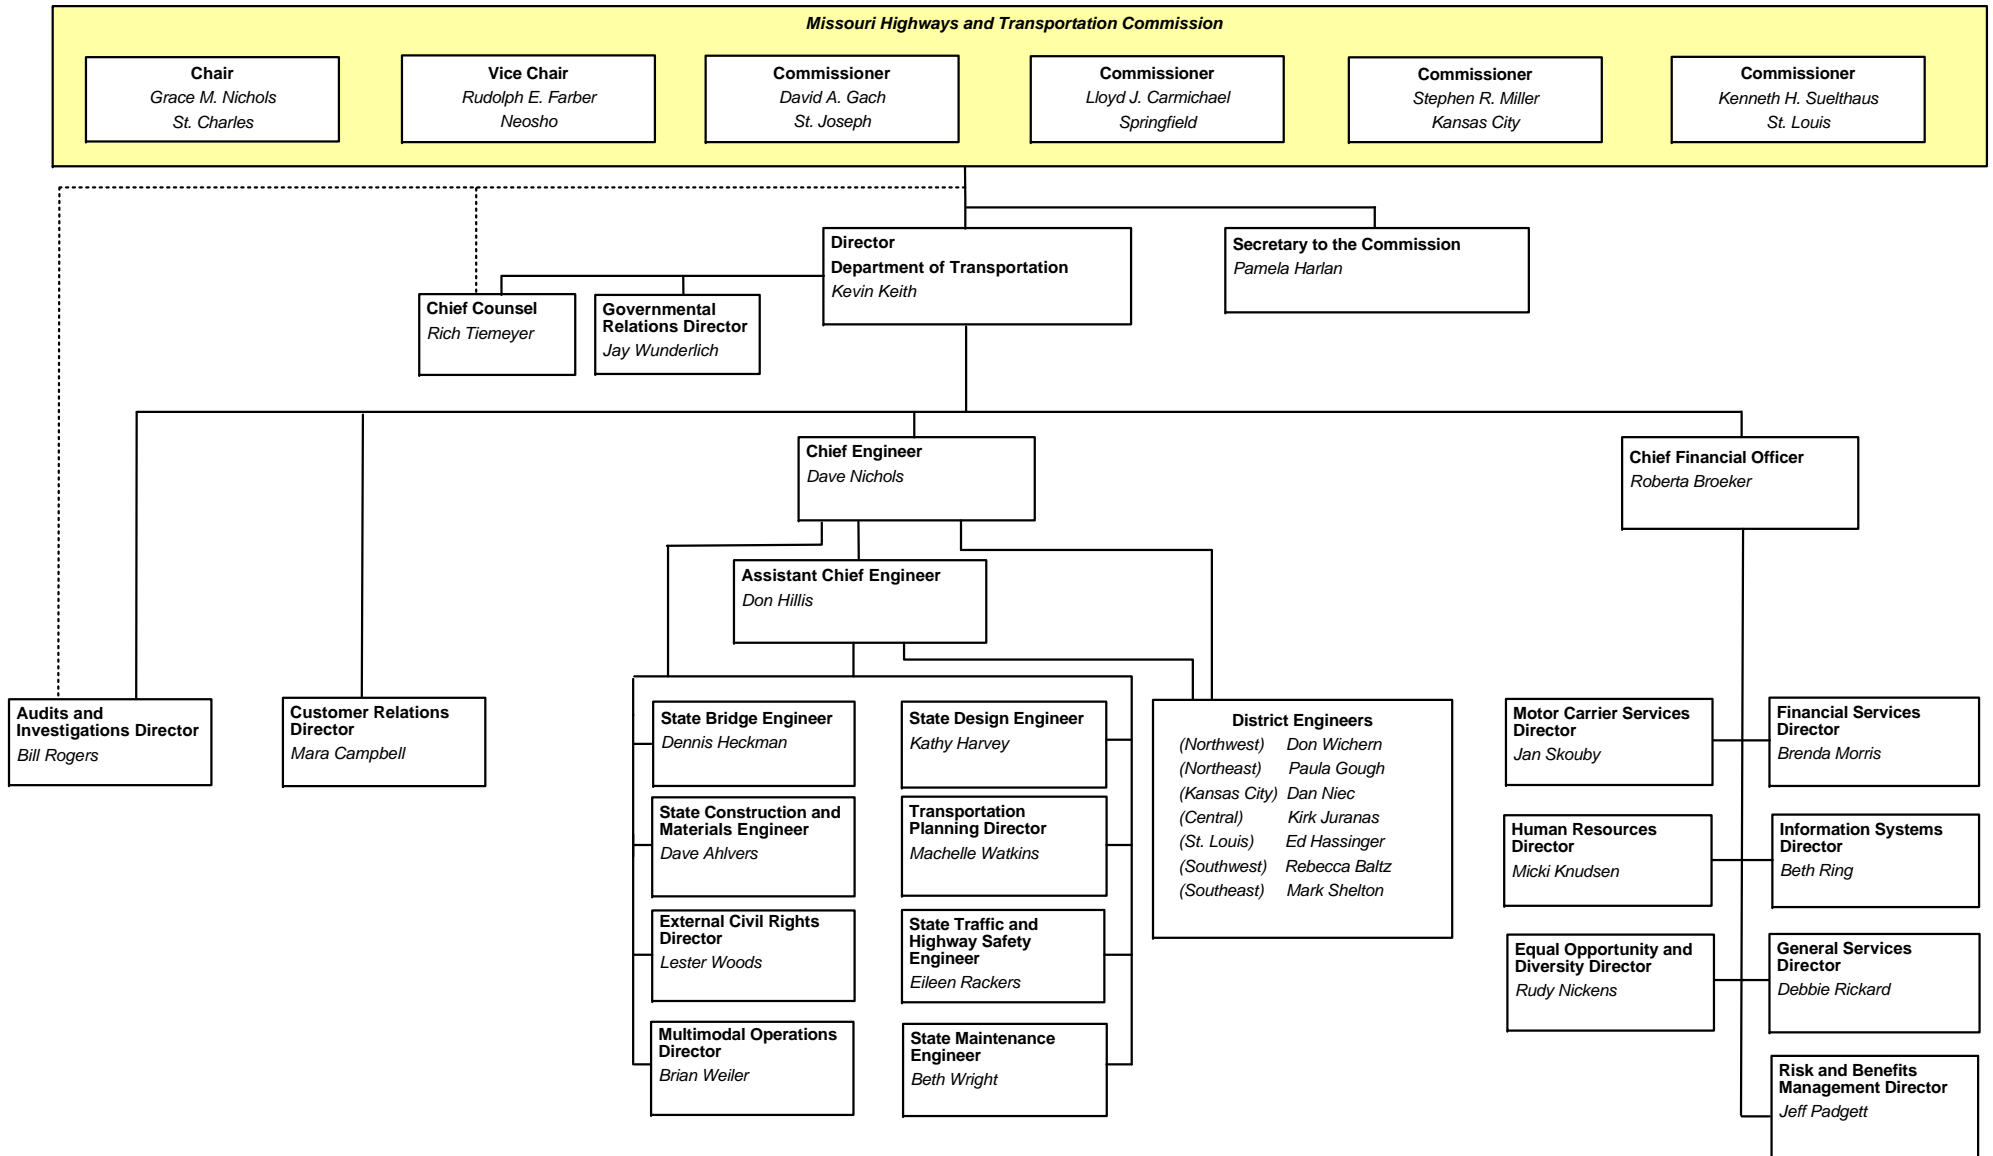 Missouri Highways and Transportation Commission
Chair
Grace M. Nichols
St. Charles
Vice Chair
Rudolph E. Farber
Neosho
Commissioner
David A. Gach
St. Joseph
Commissioner
Lloyd J. Carmichael
Springfield
Commissioner
Stephen R. Miller
Kansas City
Commissioner
Kenneth H. Suelthaus
St. Louis
Director
Department of Transportation
Kevin Keith
Secretary to the Commission
Pamela Harlan
Chief Counsel
Rich Tiemeyer
Governmental
Relations Director
Jay Wunderlich
Chief Engineer
Dave Nichols
Chief Financial Officer
Roberta Broeker
Assistant Chief Engineer
Don Hillis
Audits and
Investigations Director
Bill Rogers
Customer Relations
Director
Mara Campbell
State Bridge Engineer
Dennis Heckman
State Design Engineer
Kathy Harvey
State Construction and
Materials Engineer
Dave Ahlvers
Transportation
Planning Director
Machelle Watkins
External Civil Rights
Director
Lester Woods
State Traffic and
Highway Safety
Engineer
Eileen Rackers
Multimodal Operations
Director
Brian Weiler
State Maintenance
Engineer
Beth Wright
District Engineers
(Northwest) Don Wichern
(Northeast) Paula Gough
(Kansas City) Dan Niec
(Central) Kirk Juranas
(St. Louis) Ed Hassinger
(Southwest) Rebecca Baltz
(Southeast) Mark Shelton
Motor Carrier Services
Director
Jan Skouby
Financial Services
Director
Brenda Morris
Human Resources
Director
Micki Knudsen
Information Systems
Director
Beth Ring
Equal Opportunity and
Diversity Director
Rudy Nickens
General Services
Director
Debbie Rickard
Risk and Benefits
Management Director
Jeff Padgett